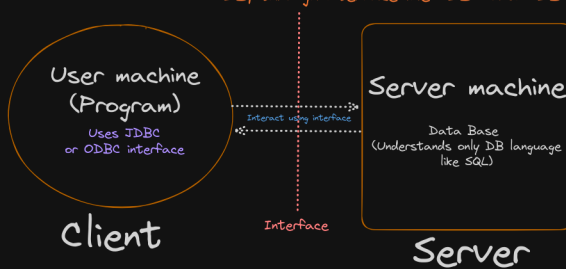 User machine
(Program)
Uses JDBC
or ODBC interface
Client
Interact using interface
Interface
Server machine
Data Base
(Understands only DB language
like SQL)
Server